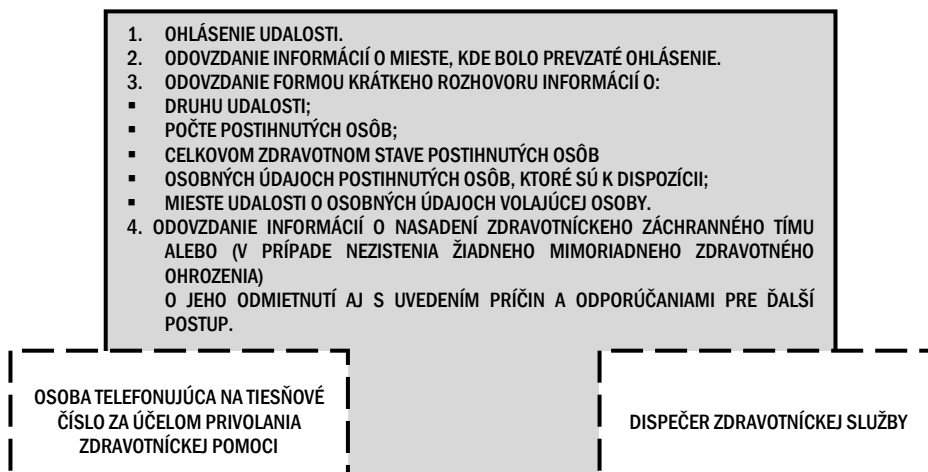 1. OHLÁSENIE UDALOSTI.
2. ODOVZDANIE INFORMÁCIÍ O MIESTE, KDE BOLO PREVZATÉ OHLÁSENIE.
3. ODOVZDANIE FORMOU KRÁTKEHO ROZHOVORU INFORMÁCIÍ O:
▪ DRUHU UDALOSTI;
▪ POČTE POSTIHNUTÝCH OSÔB;
▪ CELKOVOM ZDRAVOTNOM STAVE POSTIHNUTÝCH OSÔB
▪ OSOBNÝCH ÚDAJOCH POSTIHNUTÝCH OSÔB, KTORÉ SÚ K DISPOZÍCII;
▪ MIESTE UDALOSTI O OSOBNÝCH ÚDAJOCH VOLAJÚCEJ OSOBY.
4. ODOVZDANIE INFORMÁCIÍ O NASADENÍ ZDRAVOTNÍCKEHO ZÁCHRANNÉHO TÍMU
ALEBO (V PRÍPADE NEZISTENIA ŽIADNEHO MIMORIADNEHO ZDRAVOTNÉHO
OHROZENIA)
O JEHO ODMIETNUTÍ AJ S UVEDENÍM PRÍČIN A ODPORÚČANIAMI PRE ĎALŠÍ
POSTUP.
OSOBA TELEFONUJÚCA NA TIESŇOVÉ
ČÍSLO ZA ÚČELOM PRIVOLANIA
ZDRAVOTNÍCKEJ POMOCI
DISPEČER ZDRAVOTNÍCKEJ SLUŽBY